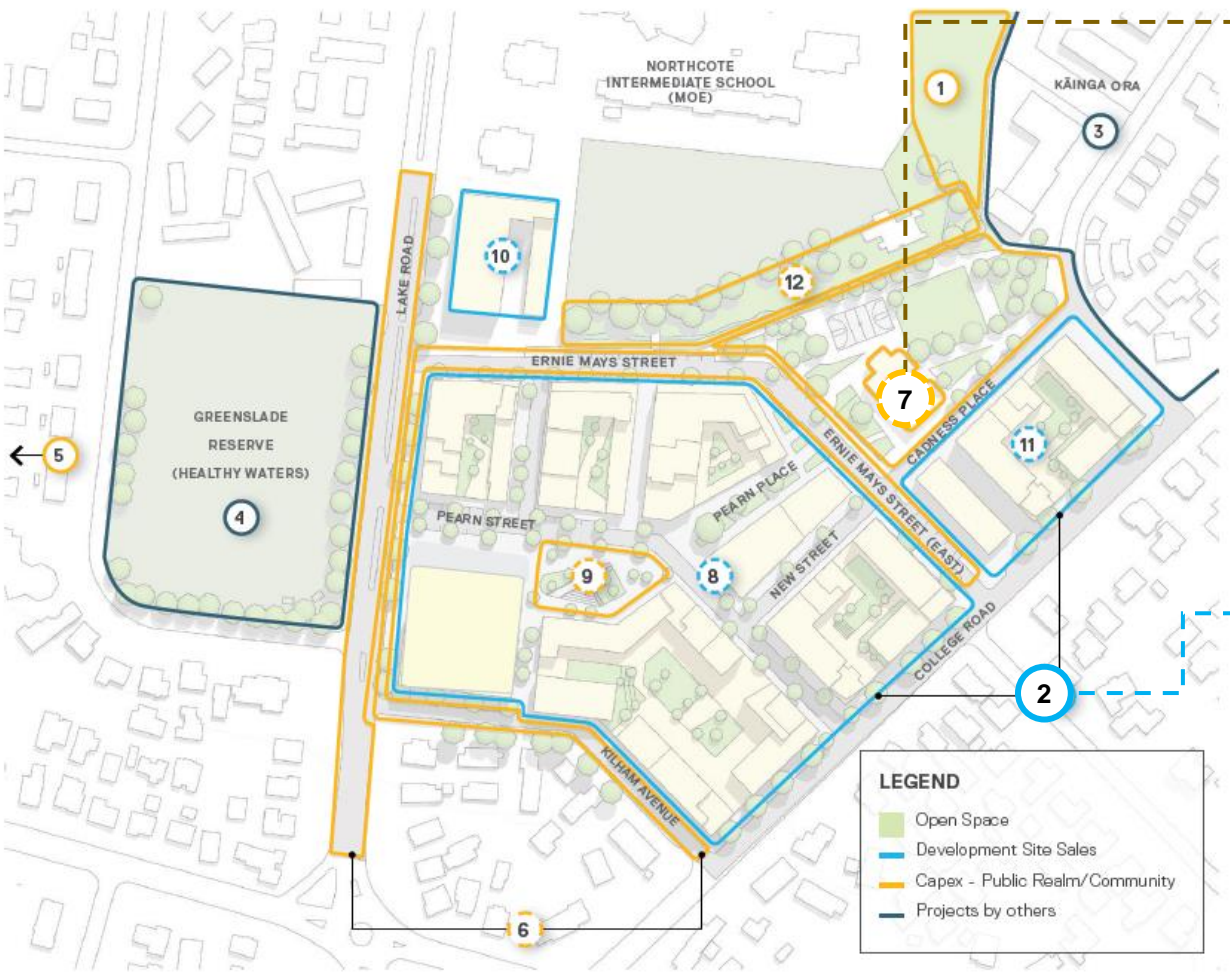 NORTHCOTE
INTERMEDIATE SCHOOL
(MOE)
1
KĀINGA ORA
3
LAKE ROAD
10
12
ERNIE MAYS STREET
7
CADNESS PLACE
11
GREENSLADE
RESERVE
(HEALTHY WATERS)
4
5
ERNIE MAYS STREET (EAST)
PEARN PLACE
PEARN STREET
9
8
NEW STREET
COLLEGE ROAD
2
KILHAM AVENUE
6
LEGEND
Open Space
Development Site Sales
Capex - Public Realm/Community
Projects by others